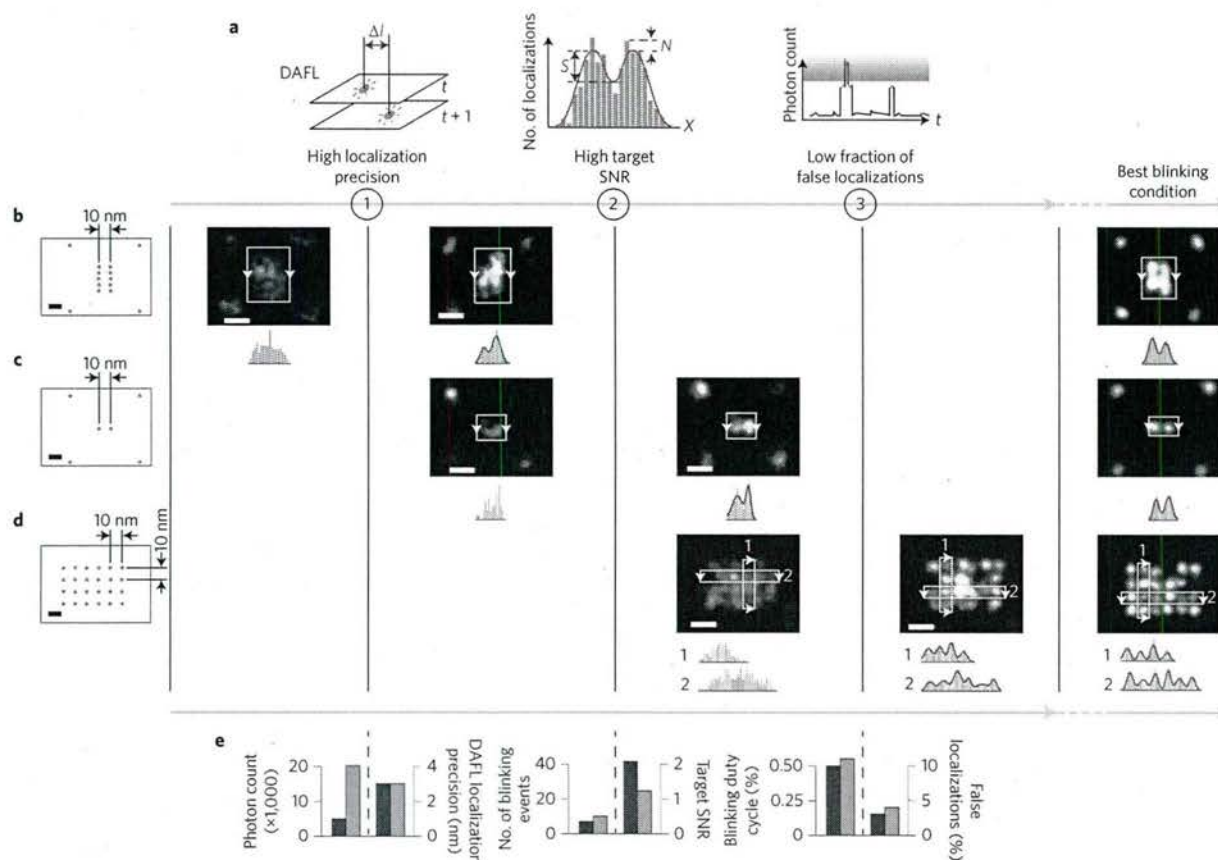 a
Δl
DAFL
t
t + 1
High localization
precision
No. of localizations
S
N
X
High target
SNR
Photon count
t
Low fraction of
false localizations
Best blinking
condition
1
2
3
b
10 nm
c
10 nm
d
10 nm
10 nm
1
2
1
2
1
2
1
2
1
2
1
2
e
Photon count
(×1,000)
20
10
0
4
2
0
DAFL localization
precision (nm)
No. of blinking
events
40
20
0
2
1
0
Target SNR
Blinking duty
cycle (%)
0.50
0.25
0
10
5
0
False
localizations (%)